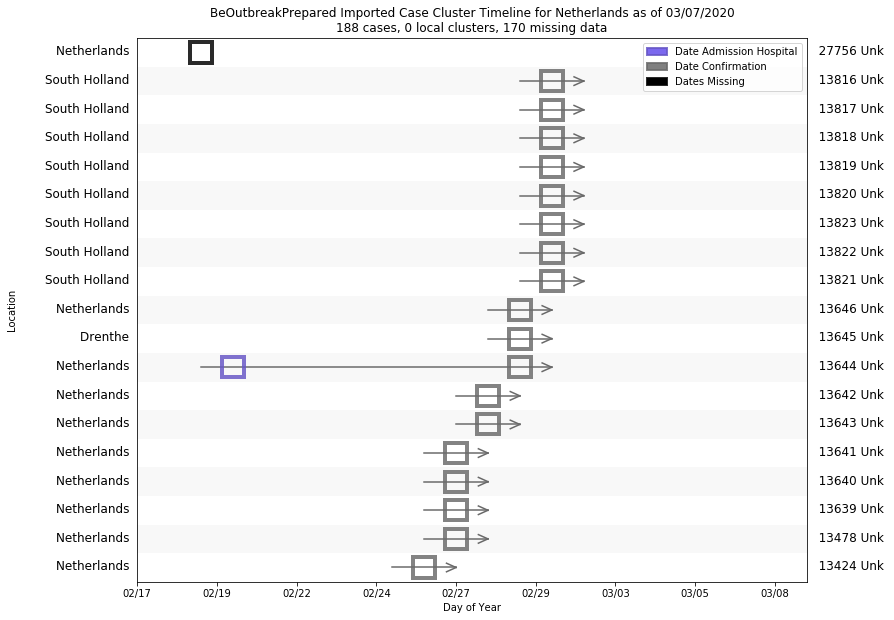 BeOutbreakPrepared Imported Case Cluster Timeline for Netherlands as of 03/07/2020
188 cases, 0 local clusters, 170 missing data
Netherlands 27756 Unk
Date Admission Hospital
Date Confirmation
Dates Missing
South Holland 13816 Unk
South Holland 13817 Unk
South Holland 13818 Unk
South Holland 13819 Unk
South Holland 13820 Unk
South Holland 13823 Unk
South Holland 13822 Unk
South Holland 13821 Unk
Netherlands 13646 Unk
Drenthe 13645 Unk
Netherlands 13644 Unk
Netherlands 13642 Unk
Netherlands 13643 Unk
Netherlands 13641 Unk
Netherlands 13640 Unk
Netherlands 13639 Unk
Netherlands 13478 Unk
Netherlands 13424 Unk
Location
02/17 02/19 02/22 02/24 02/27 02/29 03/03 03/05 03/08
Day of Year